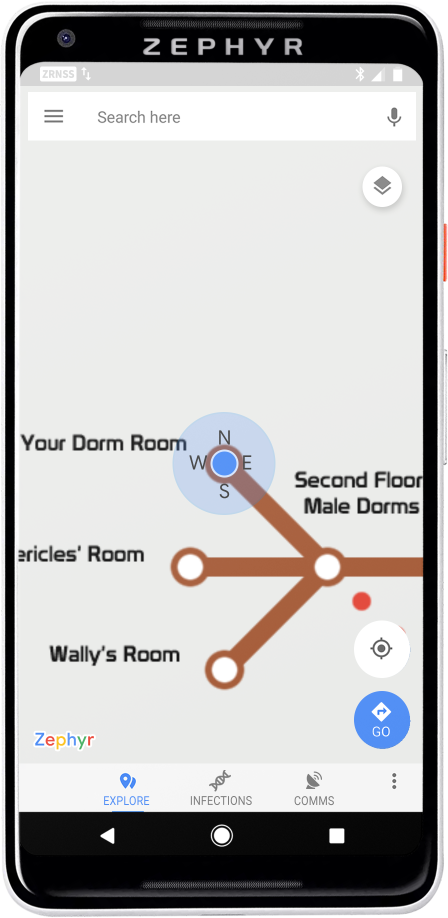 ZEPHYR
ZRNSS
Search here
Your Dorm Room
N
W E
S
Second Floor
Male Dorms
ericles' Room
Wally's Room
GO
Zephyr
EXPLORE
INFECTIONS
COMMS